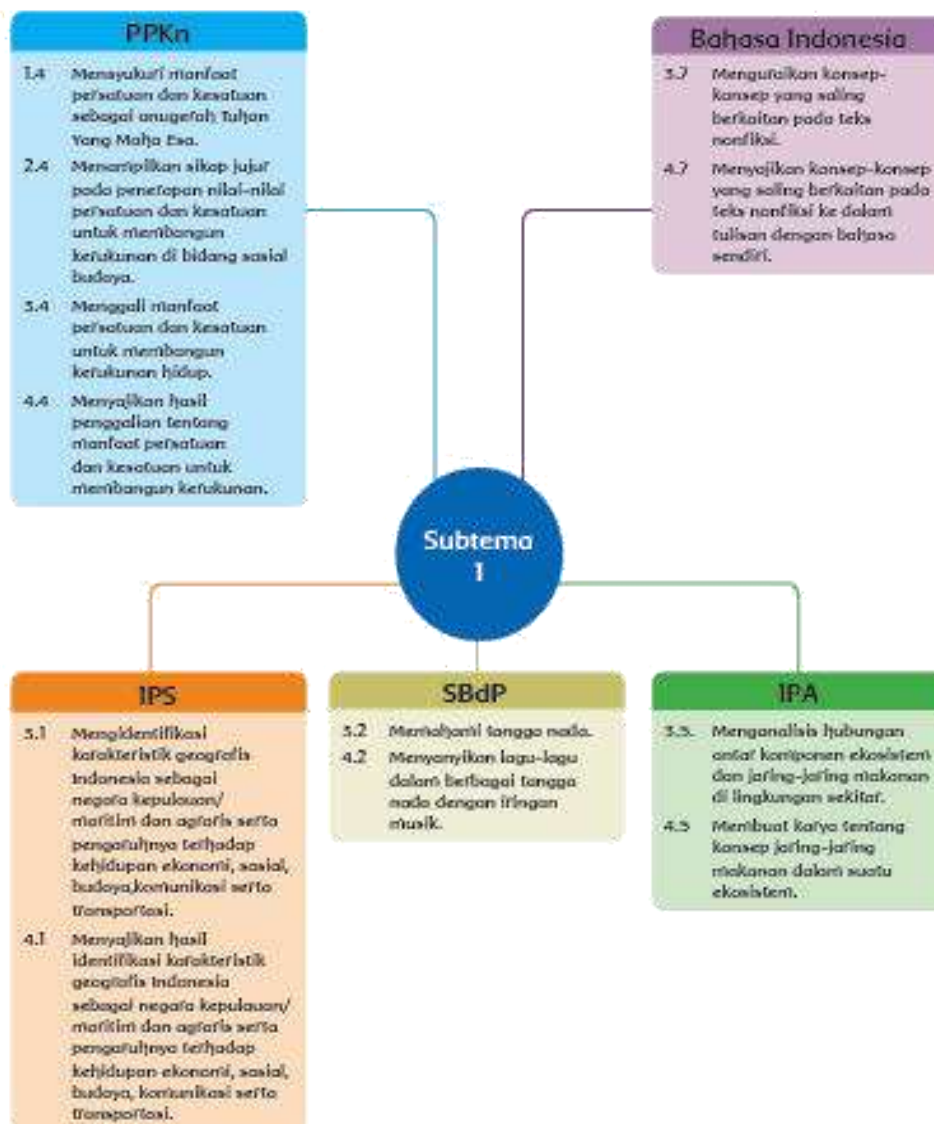 PPKn
1.4 Mensyukuri manfaat
persatuan dan kesatuan
sebagai anugerah Tuhan
Yang Maha Esa.
2.4 Menampilkan sikap jujur
pada penerapan nilai-nilai
persatuan dan kesatuan
untuk membangun
kerukunan di bidang sosial
budaya.
3.4 Menggali manfaat
persatuan dan kesatuan
untuk membangun
kerukunan hidup.
4.4 Menyajikan hasil
penggalian tentang
manfaat persatuan
dan kesatuan untuk
membangun kerukunan.
Bahasa Indonesia
3.7 Menguraikan konsep-
konsep yang saling
berkaitan pada teks
nonfiksi.
4.7 Menyajikan konsep-konsep
yang saling berkaitan pada
teks nonfiksi ke dalam
tulisan dengan bahasa
sendiri.
Subtema
1
IPS
3.1 Mengidentifikasi
karakteristik geografis
Indonesia sebagai
negara kepulauan/
maritim dan agraris serta
pengaruhnya terhadap
kehidupan ekonomi, sosial,
budaya,komunikasi serta
transportasi.
4.1 Menyajikan hasil
identifikasi karakteristik
geografis Indonesia
sebagai negara kepulauan/
maritim dan agraris serta
pengaruhnya terhadap
kehidupan ekonomi, sosial,
budaya, komunikasi serta
transportasi.
SBdP
3.2 Memahami tangga nada.
4.2 Menyanyikan lagu-lagu
dalam berbagai tangga
nada dengan iringan
musik.
IPA
3.5. Menganalisis hubungan
antar komponen ekosistem
dan jaring-jaring makanan
di lingkungan sekitar.
4.5 Membuat karya tentang
konsep jaring-jaring
makanan dalam suatu
ekosistem.